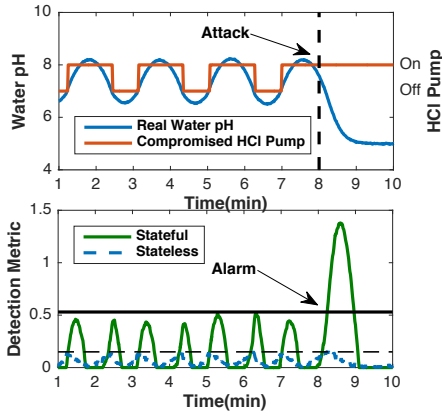 Attack
10
8
6
4
Water pH
On
Off
HCl Pump
Real Water pH
Compromised HCl Pump
1 2 3 4 5 6 7 8 9 10
Time(min)
1.5
1
0.5
0
Detection Metric
Stateful
Stateless
Alarm
1 2 3 4 5 6 7 8 9 10
Time(min)